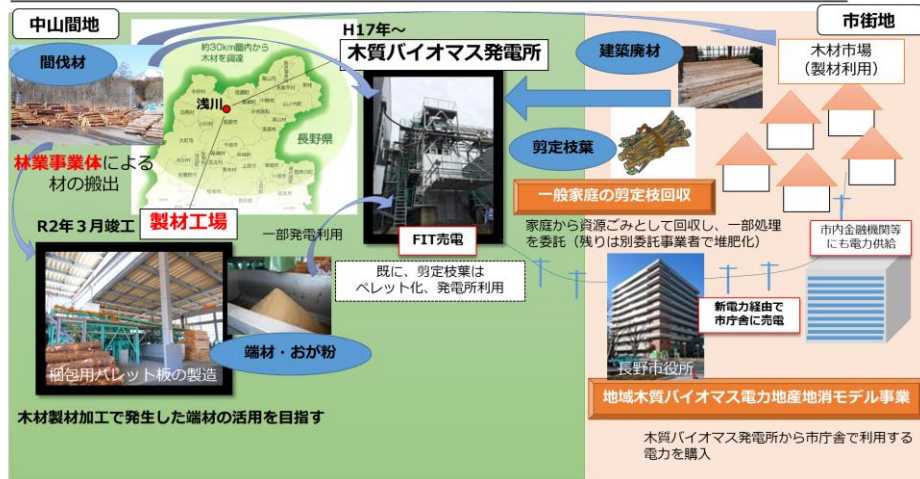 中山間地
市街地
H17年~
木質バイオマス発電所
間伐材
約30km圏内から
木材を調達
浅川
長野県
建築廃材
木材市場
(製材利用)
剪定枝葉
林業事業体による
材の搬出
一般家庭の剪定枝回収
R2年3月竣工
製材工場
一部発電利用
FIT売電
家庭から資源ごみとして回収し、一部処理
を委託(残りは別委託事業者で堆肥化)
市内金融機関等
にも電力供給
既に、剪定枝葉は
ペレット化、発電所利用
新電力経由で
市庁舎に売電
端材・おが粉
梱包用パレット板の製造
長野市役所
地域木質バイオマス電力地産地消モデル事業
木材製材加工で発生した端材の活用を目指す
木質バイオマス発電所から市庁舎で利用する
電力を購入